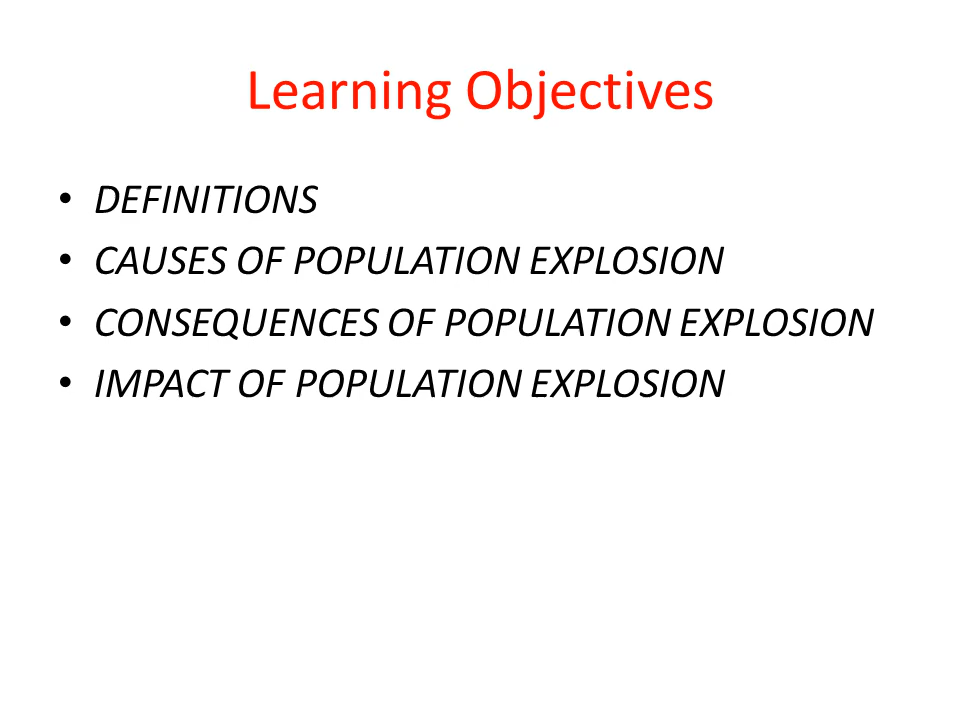 Learning Objectives
• DEFINITIONS
• CAUSES OF POPULATION EXPLOSION
• CONSEQUENCES OF POPULATION EXPLOSION
• IMPACT OF POPULATION EXPLOSION